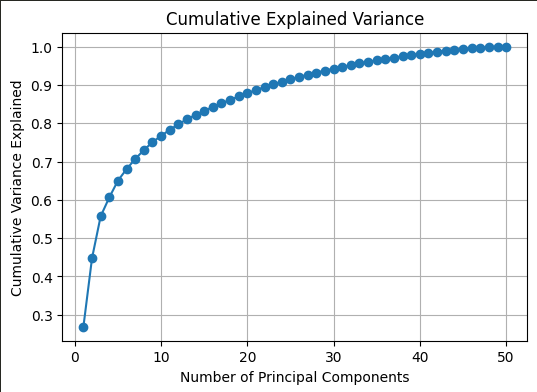 Cumulative Explained Variance
Cumulative Variance Explained
1.0
0.9
0.8
0.7
0.6
0.5
0.4
0.3
0 10 20 30 40 50
Number of Principal Components